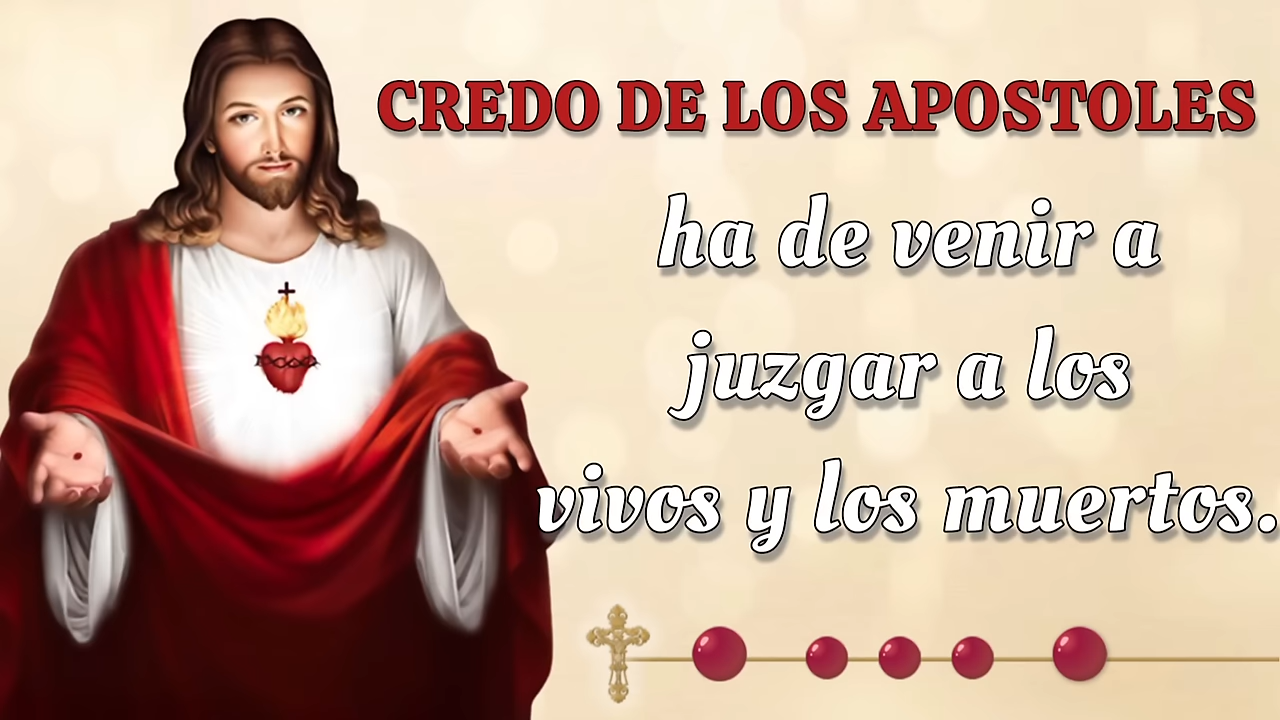 CREDO DE LOS APOSTOLES
ha de venir a
juzgar a los
vivos y los muertos.